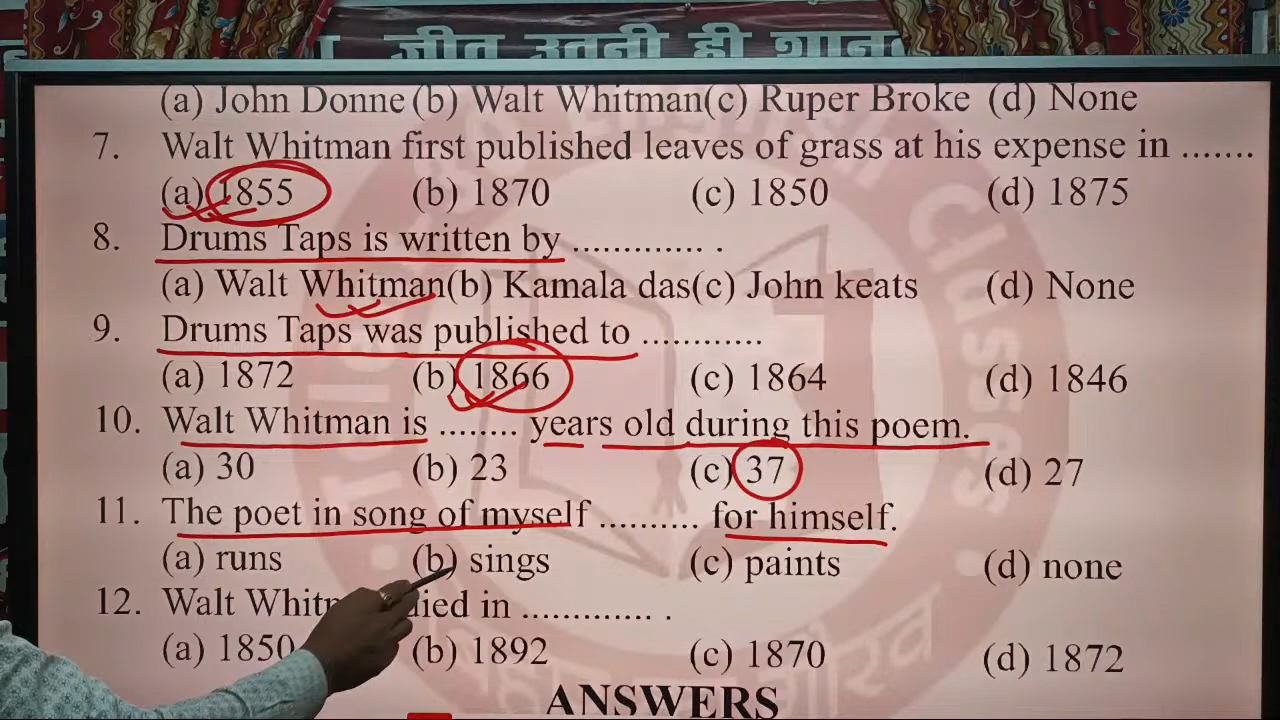 जीत उतनी ही शान
(a) John Donne (b) Walt Whitman(c) Ruper Broke (d) None
7. Walt Whitman first published leaves of grass at his expense in .......
(a) 1855 (b) 1870 (c) 1850 (d) 1875
8. Drums Taps is written by ............. .
(a) Walt Whitman(b) Kamala das(c) John keats (d) None
9. Drums Taps was published to ............
(a) 1872 (b) 1866 (c) 1864 (d) 1846
10. Walt Whitman is ........ years old during this poem.
(a) 30 (b) 23 (c) 37 (d) 27
11. The poet in song of myself .......... for himself.
(a) runs (b) sings (c) paints (d) none
12. Walt Whit died in ............. .
(a) 1850 (b) 1892 (c) 1870 (d) 1872
ANSWERS
Classes